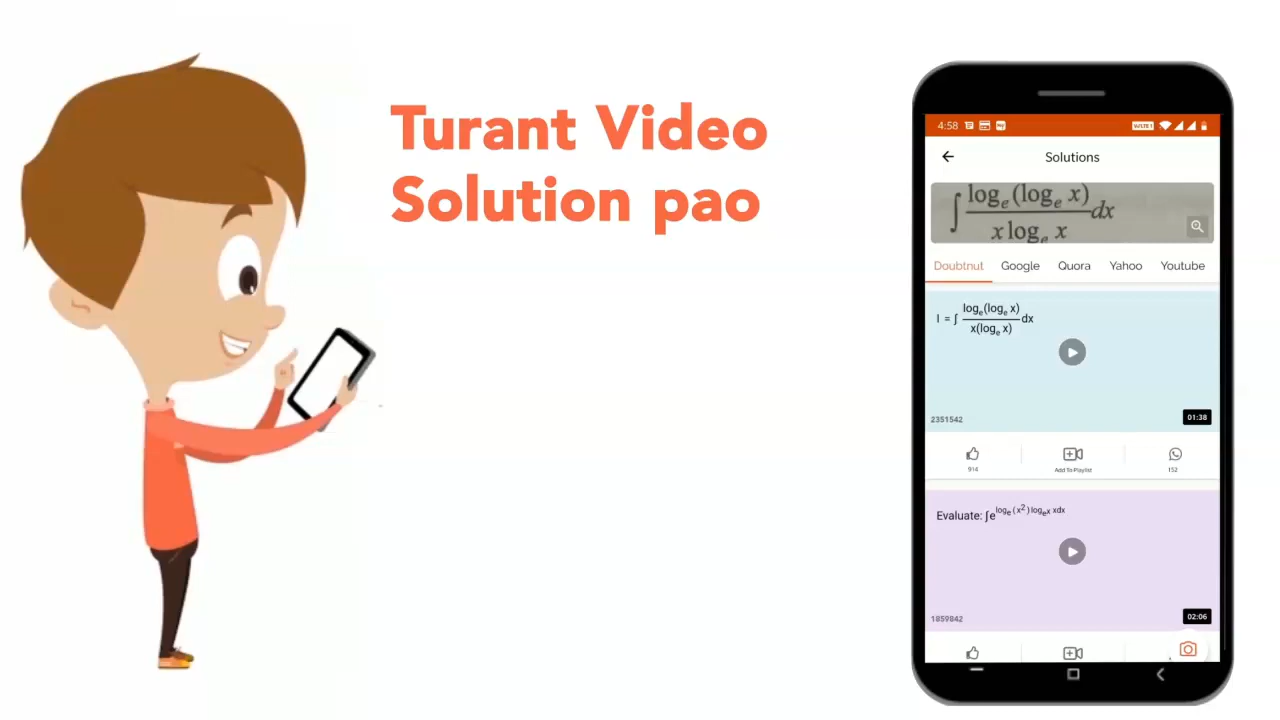 Turant Video
Solution pao
4:58
VoLTE1
Solutions
∫ logₑ(logₑ x) / x logₑ x dx
Doubtnut Google Quora Yahoo Youtube
I = ∫ logₑ(logₑ x) / x(logₑ x) dx
2351542 01:38
914 Add To Playlist 152
Evaluate: ∫e^logₑ(x²)logₑx xdx
1859842 02:06